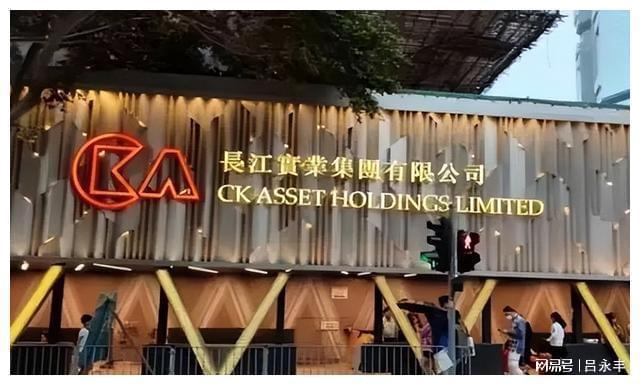 CKA
長江實業集團有限公司
CK ASSET HOLDINGS LIMITED
網易号 | 吕永丰